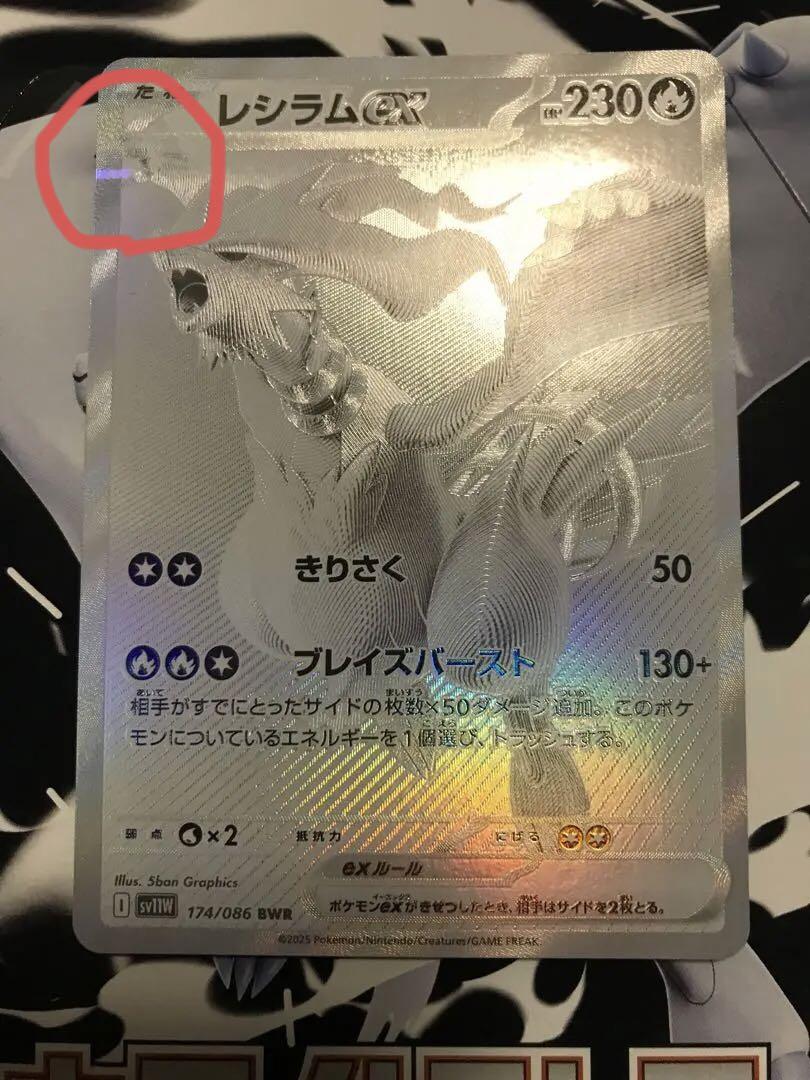 たね
レシラムex
HP 230
きりさく 50
ブレイズバースト 130+
相手がすでにとったサイドの枚数×50ダメージ追加。このポケ
モンについているエネルギーを1個選び、トラッシュする。
弱点 ×2 抵抗力 にげる
exルール
ポケモンexがきぜつしたとき、相手はサイドを2枚とる。
Illus. 5ban Graphics
I sv11W 174/086 BWR
©2025 Pokémon/Nintendo/Creatures/GAME FREAK.